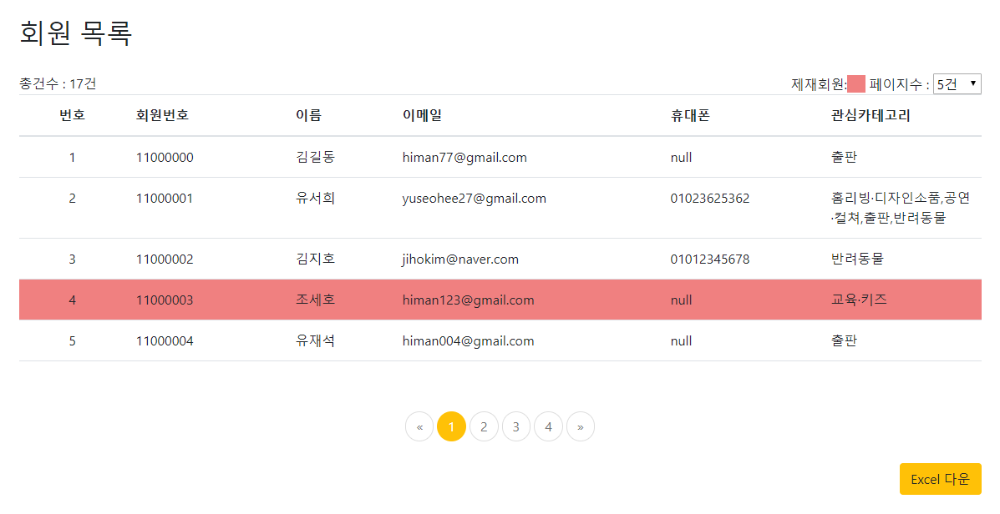 회원 목록
총건수 : 17건 제재회원: 페이지수 : 5건
번호 회원번호 이름 이메일 휴대폰 관심카테고리
1 11000000 김길동 himan77@gmail.com null 출판
2 11000001 유서희 yuseohee27@gmail.com 01023625362 홈리빙·디자인소품,공연
·컬쳐,출판,반려동물
3 11000002 김지호 jihokim@naver.com 01012345678 반려동물
4 11000003 조세호 himan123@gmail.com null 교육·키즈
5 11000004 유재석 himan004@gmail.com null 출판
« 1 2 3 4 »
Excel 다운